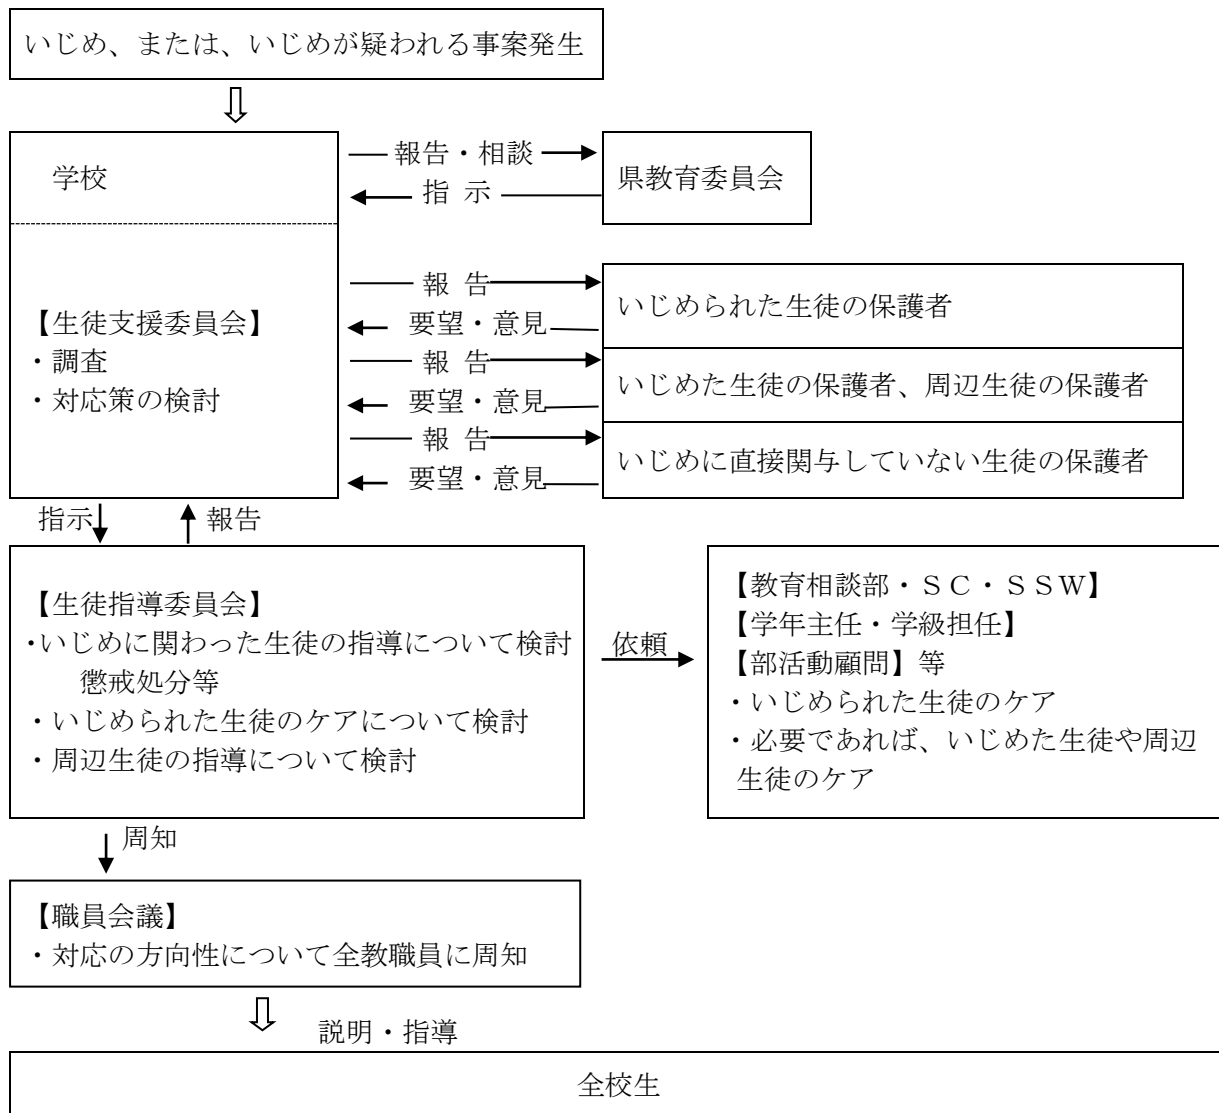 いじめ、または、いじめが疑われる事案発生
学校
報告・相談
指 示
県教育委員会
【生徒支援委員会】
・調査
・対応策の検討
報 告
要望・意見
いじめられた生徒の保護者
報 告
要望・意見
いじめた生徒の保護者、周辺生徒の保護者
報 告
要望・意見
いじめに直接関与していない生徒の保護者
指示
報告
【生徒指導委員会】
・いじめに関わった生徒の指導について検討
懲戒処分等
・いじめられた生徒のケアについて検討
・周辺生徒の指導について検討
依頼
【教育相談部・ＳＣ・ＳＳＷ】
【学年主任・学級担任】
【部活動顧問】等
・いじめられた生徒のケア
・必要であれば、いじめた生徒や周辺
生徒のケア
周知
【職員会議】
・対応の方向性について全教職員に周知
説明・指導
全校生